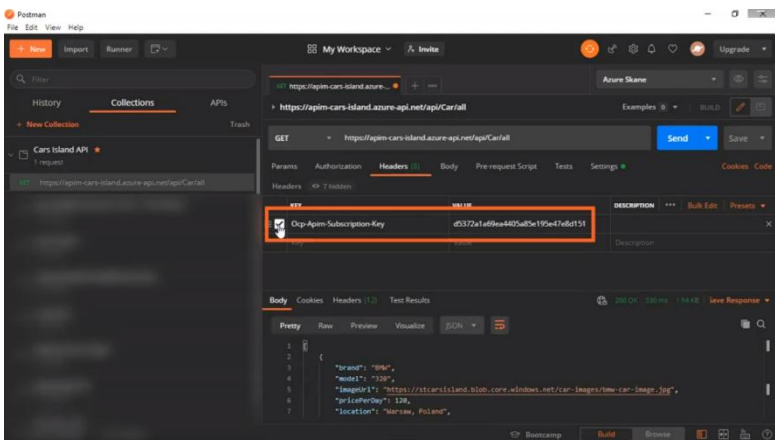 Postman
File Edit View Help
+ New Import Runner My Workspace Invite Upgrade
Filter
History Collections APIs
+ New Collection Trash
Cars Island API
1 request
GET https://apim-cars-island.azure-api.net/api/Car/all
GET https://apim-cars-island.azure-... + ...
Azure Skane
https://apim-cars-island.azure-api.net/api/Car/all Examples 0 BUILD
GET https://apim-cars-island.azure-api.net/api/Car/all Send Save
Params Authorization Headers (8) Body Pre-request Script Tests Settings Cookies Code
Headers 7 hidden
KEY VALUE DESCRIPTION ... Bulk Edit Presets
Ocp-Apim-Subscription-Key d5372a1a69ea4405a85e195e47e8d151
Key Value Description
Body Cookies Headers (12) Test Results 200 OK 530 ms 1.94 KB Save Response
Pretty Raw Preview Visualize JSON
1 [
2 {
3 "brand": "BMW",
4 "model": "320",
5 "imageUrl": "https://stcarsisland.blob.core.windows.net/car-images/bmw-car-image.jpg",
6 "pricePerDay": 120,
7 "location": "Warsaw, Poland",
Bootcamp Build Browse